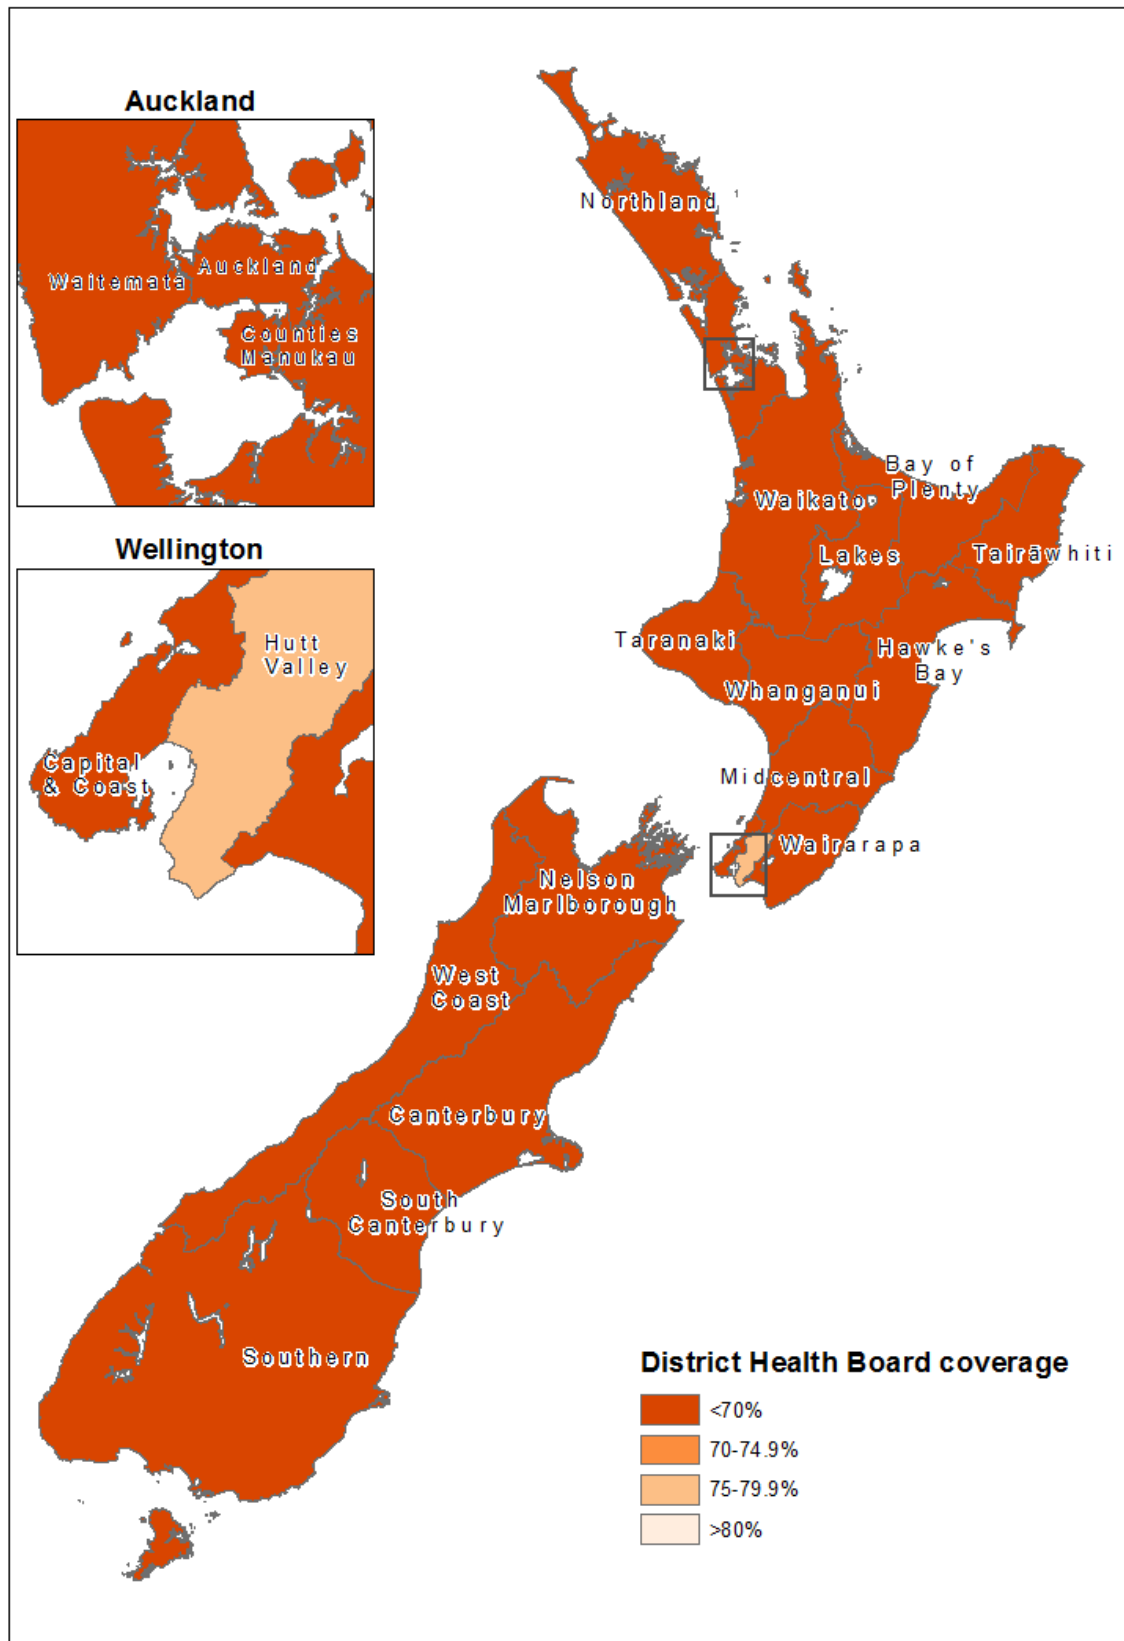 Auckland
Waitemata
Auckland
Counties
Manukau
Wellington
Hutt
Valley
Capital
& Coast
Northland
Bay of
Plenty
Waikato
Lakes
Tairāwhiti
Taranaki
Hawke's
Bay
Whanganui
Midcentral
Wairarapa
Nelson
Marlborough
West
Coast
Canterbury
South
Canterbury
Southern
District Health Board coverage
<70%
70-74.9%
75-79.9%
>80%